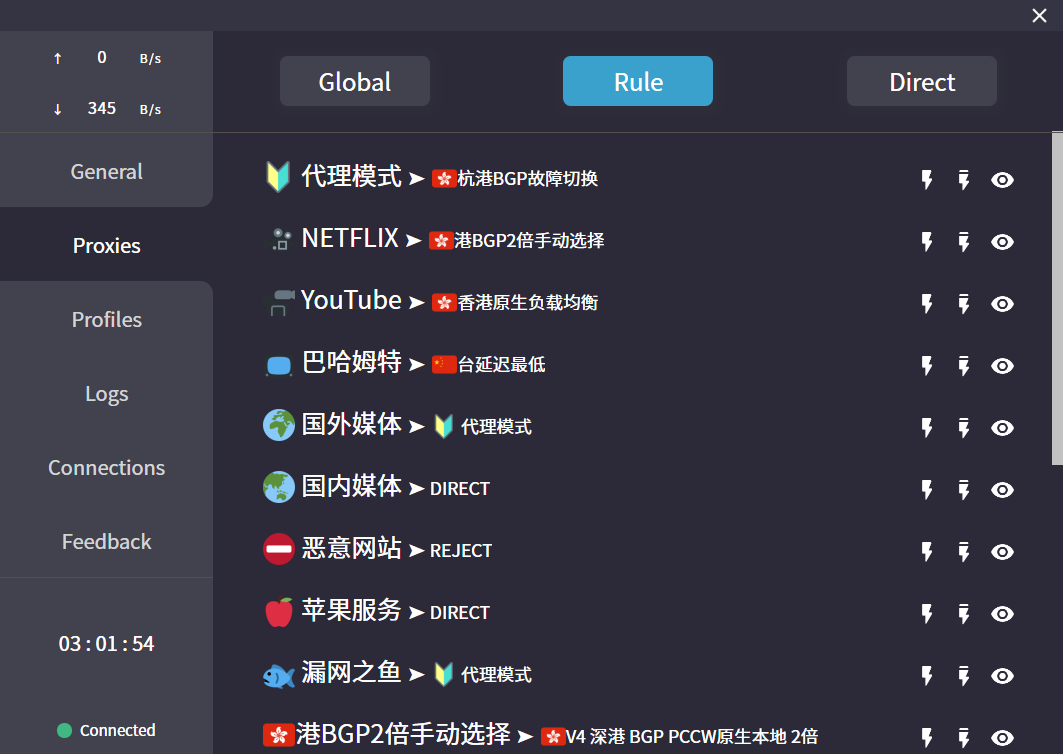 ↑ 0 B/s
↓ 345 B/s
General
Proxies
Profiles
Logs
Connections
Feedback
03:01:54
Connected
Global Rule Direct
代理模式 ➤ 🇭🇰杭港BGP故障切换
NETFLIX ➤ 🇭🇰港BGP2倍手动选择
YouTube ➤ 🇭🇰香港原生负载均衡
巴哈姆特 ➤ 🇨🇳台延迟最低
国外媒体 ➤ 🔰 代理模式
国内媒体 ➤ DIRECT
恶意网站 ➤ REJECT
苹果服务 ➤ DIRECT
漏网之鱼 ➤ 🔰 代理模式
🇭🇰港BGP2倍手动选择 ➤ 🇭🇰V4 深港 BGP PCCW原生本地 2倍